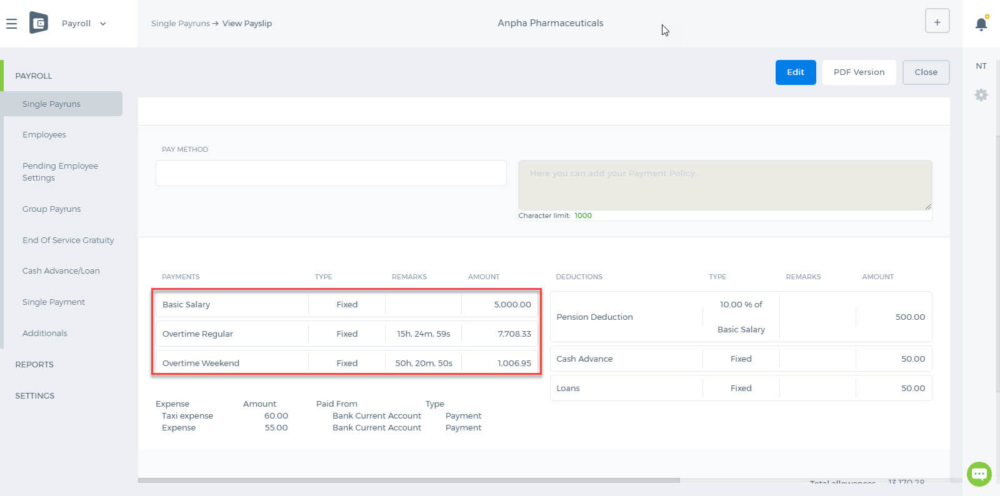 Payroll
Single Payruns → View Payslip
Anpha Pharmaceuticals
+
NT
Edit
PDF Version
Close
PAYROLL
Single Payruns
Employees
Pending Employee
Settings
Group Payruns
End Of Service Gratuity
Cash Advance/Loan
Single Payment
Additionals
REPORTS
SETTINGS
PAY METHOD
Here you can add your Payment Policy...
Character limit: 1000
PAYMENTS TYPE REMARKS AMOUNT
Basic Salary Fixed 5,000.00
Overtime Regular Fixed 15h, 24m, 59s 7,708.33
Overtime Weekend Fixed 50h, 20m, 50s 1,006.95
DEDUCTIONS TYPE REMARKS AMOUNT
Pension Deduction 10.00 % of Basic Salary 500.00
Cash Advance Fixed 50.00
Loans Fixed 50.00
Expense Amount Paid From Type
Taxi expense 60.00 Bank Current Account Payment
Expense 55.00 Bank Current Account Payment
Total allowances 13,170.28